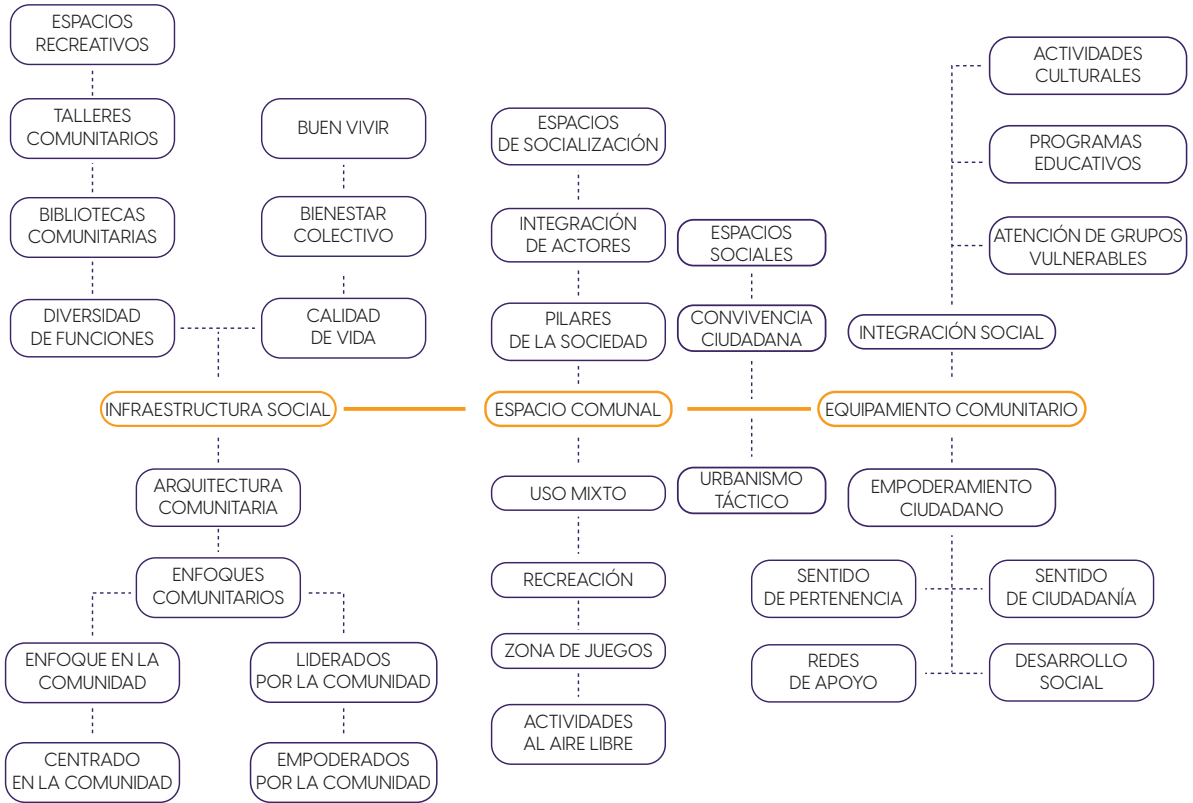 ESPACIOS
RECREATIVOS
TALLERES
COMUNITARIOS
BIBLIOTECAS
COMUNITARIAS
DIVERSIDAD
DE FUNCIONES
BUEN VIVIR
BIENESTAR
COLECTIVO
CALIDAD
DE VIDA
INFRAESTRUCTURA SOCIAL
ARQUITECTURA
COMUNITARIA
ENFOQUES
COMUNITARIOS
ENFOQUE EN LA
COMUNIDAD
CENTRADO
EN LA COMUNIDAD
LIDERADOS
POR LA COMUNIDAD
EMPODERADOS
POR LA COMUNIDAD
ESPACIOS
DE SOCIALIZACIÓN
INTEGRACIÓN
DE ACTORES
PILARES
DE LA SOCIEDAD
ESPACIO COMUNAL
USO MIXTO
RECREACIÓN
ZONA DE JUEGOS
ACTIVIDADES
AL AIRE LIBRE
ESPACIOS
SOCIALES
CONVIVENCIA
CIUDADANA
URBANISMO
TÁCTICO
ACTIVIDADES
CULTURALES
PROGRAMAS
EDUCATIVOS
ATENCIÓN DE GRUPOS
VULNERABLES
INTEGRACIÓN SOCIAL
EQUIPAMIENTO COMUNITARIO
EMPODERAMIENTO
CIUDADANO
SENTIDO
DE PERTENENCIA
SENTIDO
DE CIUDADANÍA
REDES
DE APOYO
DESARROLLO
SOCIAL